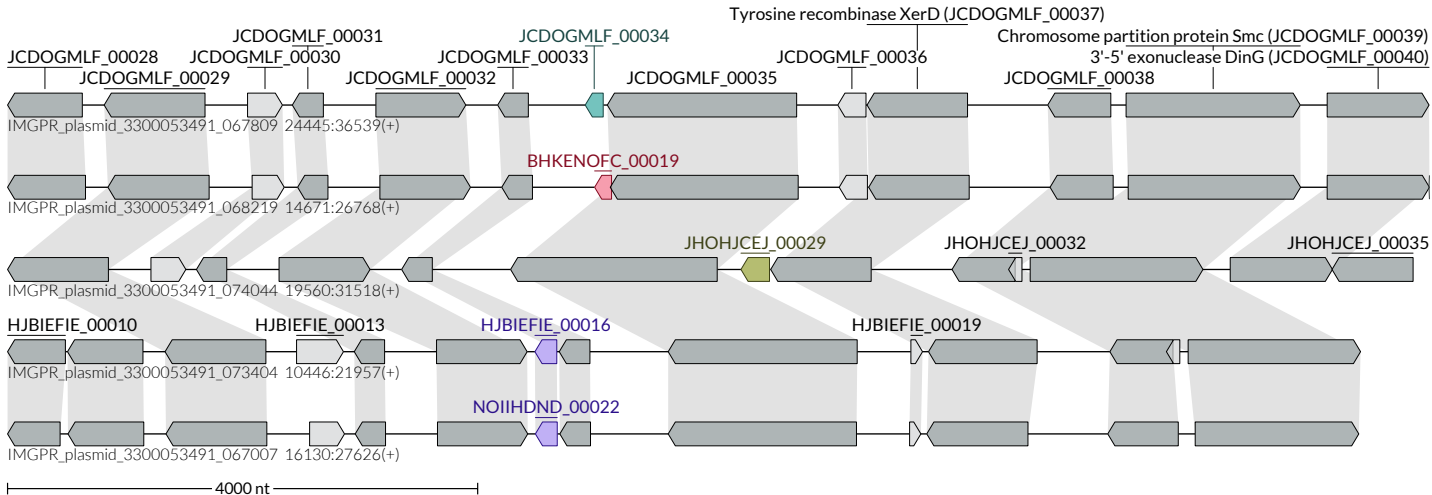 Tyrosine recombinase XerD (JCDOGMLF_00037)
JCDOGMLF_00031 JCDOGMLF_00034 Chromosome partition protein Smc (JCDOGMLF_00039)
JCDOGMLF_00028 JCDOGMLF_00030 JCDOGMLF_00033 JCDOGMLF_00036 3'-5' exonuclease DinG (JCDOGMLF_00040)
JCDOGMLF_00029 JCDOGMLF_00032 JCDOGMLF_00035 JCDOGMLF_00038
IMGPR_plasmid_3300053491_067809 24445:36539(+)
BHKENOFC_00019
IMGPR_plasmid_3300053491_068219 14671:26768(+)
JHOHJCEJ_00029 JHOHJCEJ_00032 JHOHJCEJ_00035
IMGPR_plasmid_3300053491_074044 19560:31518(+)
HJBIEFIE_00010 HJBIEFIE_00013 HJBIEFIE_00016 HJBIEFIE_00019
IMGPR_plasmid_3300053491_073404 10446:21957(+)
NOIIHDND_00022
IMGPR_plasmid_3300053491_067007 16130:27626(+)
4000 nt